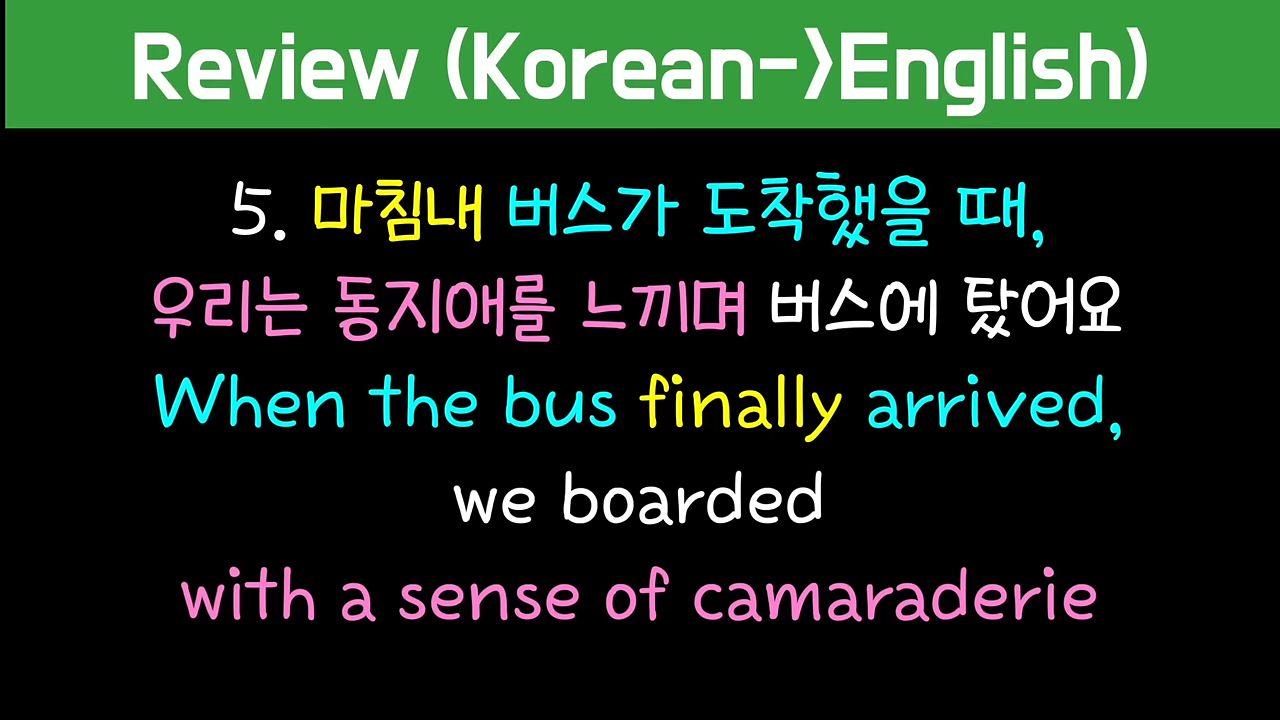 Review (Korean->English)
5. 마침내 버스가 도착했을 때,
우리는 동지애를 느끼며 버스에 탔어요
When the bus finally arrived,
we boarded
with a sense of camaraderie